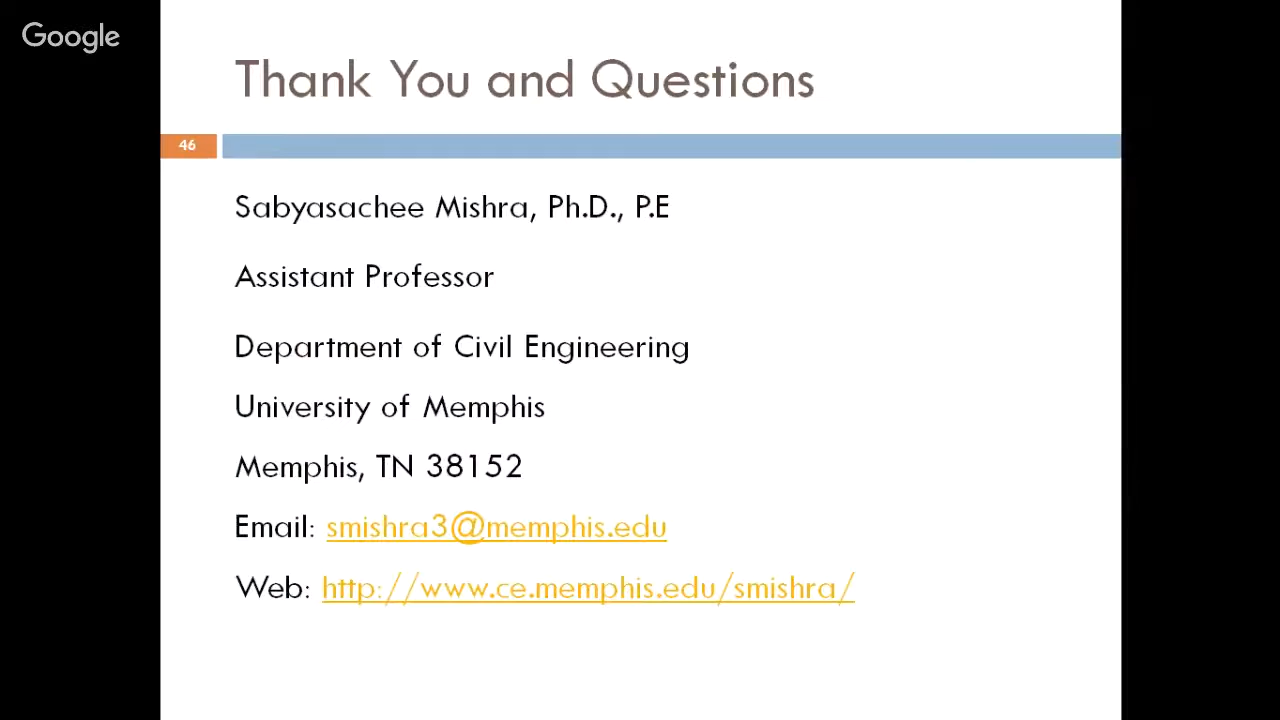 Google
Thank You and Questions
46
Sabyasachee Mishra, Ph.D., P.E
Assistant Professor
Department of Civil Engineering
University of Memphis
Memphis, TN 38152
Email: smishra3@memphis.edu
Web: http://www.ce.memphis.edu/smishra/